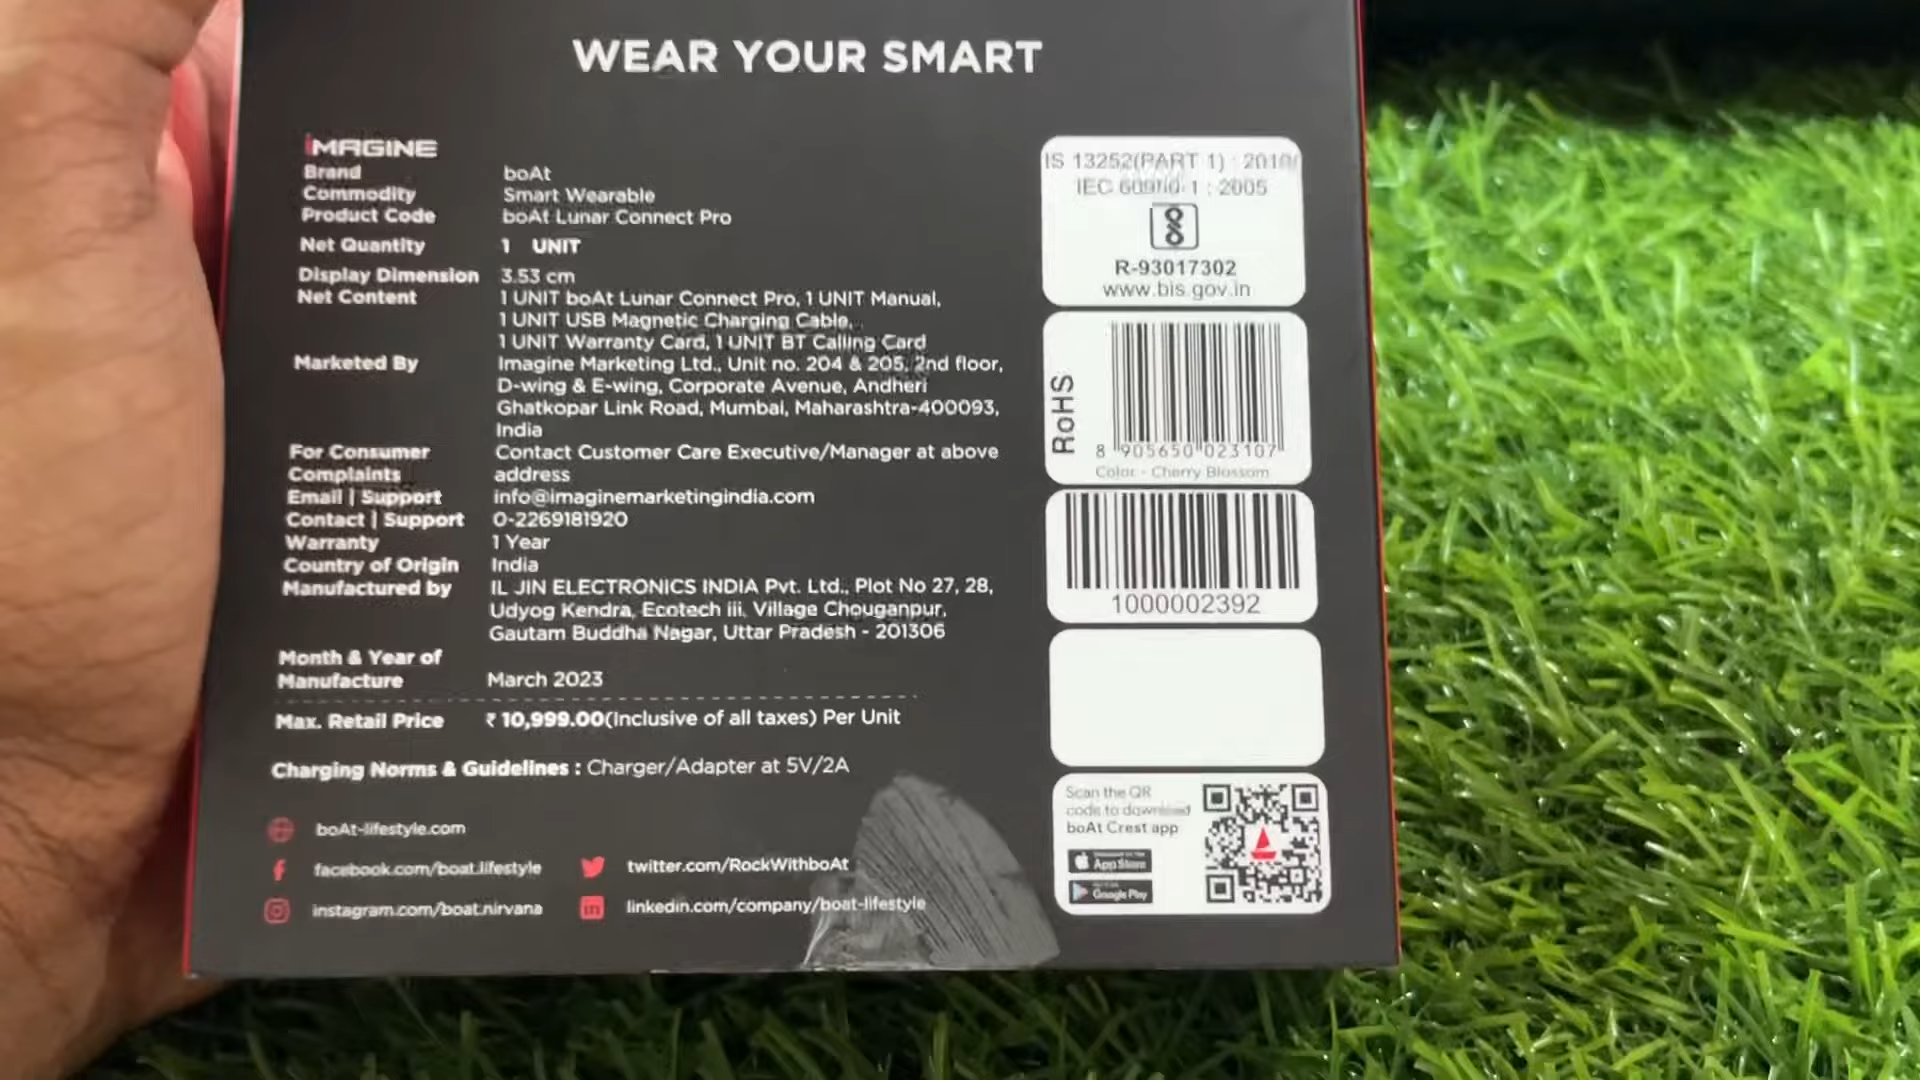 WEAR YOUR SMART
IMAGINE
Brand boAt
Commodity Smart Wearable
Product Code boAt Lunar Connect Pro
Net Quantity 1 UNIT
Display Dimension 3.53 cm
Net Content 1 UNIT boAt Lunar Connect Pro, 1 UNIT Manual,
1 UNIT USB Magnetic Charging Cable,
1 UNIT Warranty Card, 1 UNIT BT Calling Card
Marketed By Imagine Marketing Ltd., Unit no. 204 & 205, 2nd floor,
D-wing & E-wing, Corporate Avenue, Andheri
Ghatkopar Link Road, Mumbai, Maharashtra-400093,
India
For Consumer Contact Customer Care Executive/Manager at above
Complaints address
Email | Support info@imaginemarketingindia.com
Contact | Support 0-2269181920
Warranty 1 Year
Country of Origin India
Manufactured by IL JIN ELECTRONICS INDIA Pvt. Ltd., Plot No 27, 28,
Udyog Kendra, Ecotech iii, Village Chouganpur,
Gautam Buddha Nagar, Uttar Pradesh - 201306
Month & Year of
Manufacture March 2023
Max. Retail Price ₹ 10,999.00(Inclusive of all taxes) Per Unit
Charging Norms & Guidelines : Charger/Adapter at 5V/2A
boAt-lifestyle.com
facebook.com/boat.lifestyle twitter.com/RockWithboAt
instagram.com/boat.nirvana linkedin.com/company/boat-lifestyle
IS 13252(PART 1) : 2010/
IEC : 2005
R-93017302
www.bis.gov.in
RoHS
8 905650 023107
Color - Cherry Blossom
1000002392
Scan the QR
code to download
boAt Crest app
App Store
Google Play